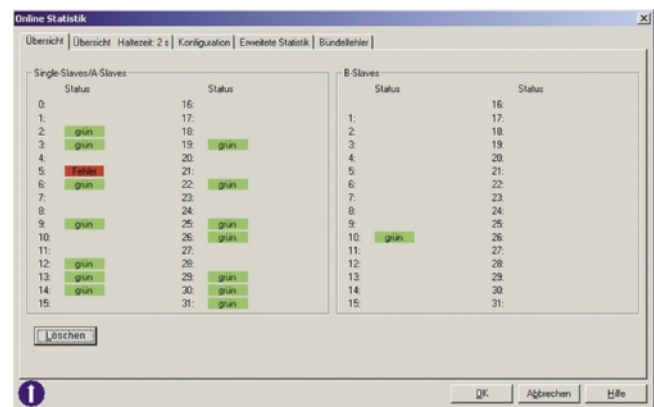 Online Statistik
Übersicht Übersicht Haltezeit: 2 s Konfiguration Erweitete Statistik Bündelfehler
Single-Slaves/A-Slaves
Status Status
0: 16:
1: 17:
2: grün 18:
3: grün 19: grün
4: 20:
5: Fehler 21:
6: grün 22: grün
7: 23:
8: 24:
9: grün 25: grün
10: 26: grün
11: 27:
12: grün 28:
13: grün 29: grün
14: grün 30: grün
15: 31: grün
B-Slaves
Status Status
16:
1: 17:
2: 18:
3: 19:
4: 20:
5: 21:
6: 22:
7: 23:
8: 24:
9: 25:
10: grün 26:
11: 27:
12: 28:
13: 29:
14: 30:
15: 31:
Löschen
OK Abbrechen Hilfe